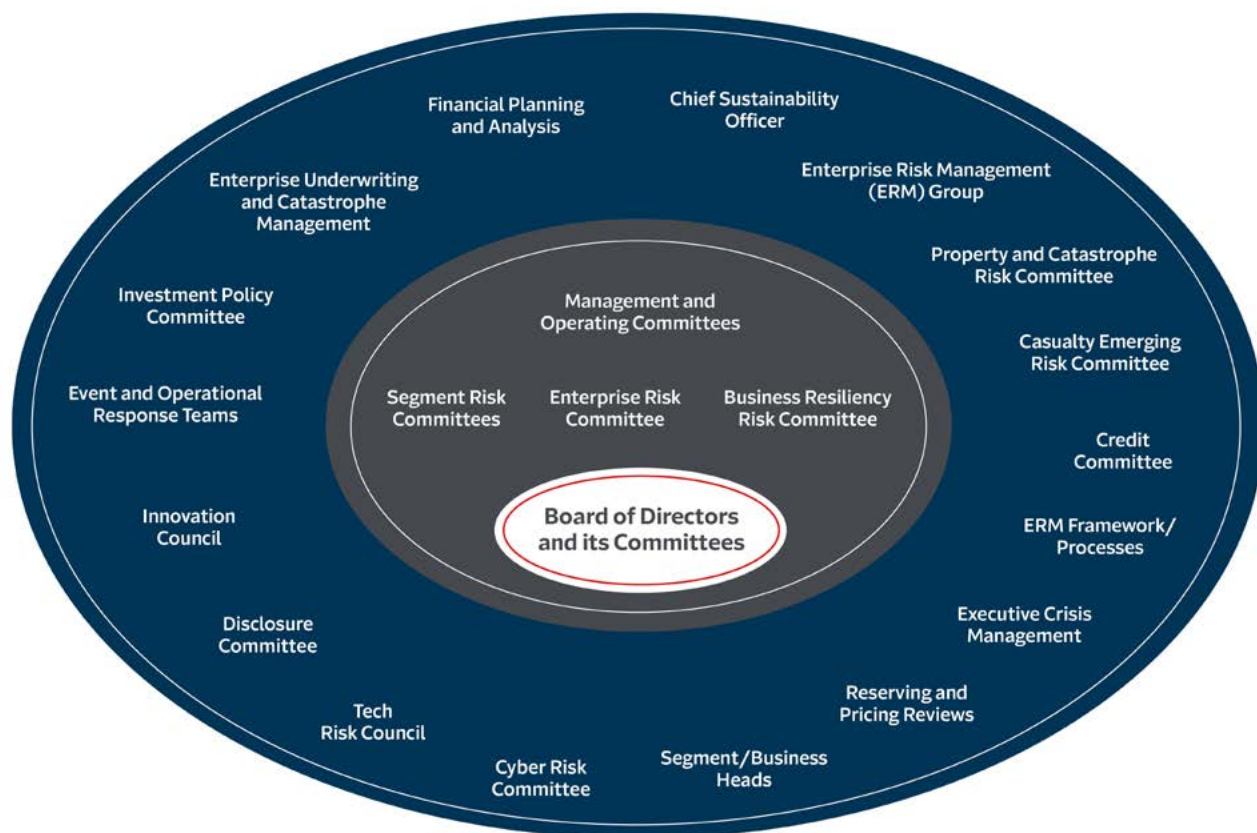 Financial Planning
and Analysis
Chief Sustainability
Officer
Enterprise Underwriting
and Catastrophe
Management
Enterprise Risk Management
(ERM) Group
Property and Catastrophe
Risk Committee
Investment Policy
Committee
Management and
Operating Committees
Casualty Emerging
Risk Committee
Event and Operational
Response Teams
Segment Risk
Committees
Enterprise Risk
Committee
Business Resiliency
Risk Committee
Credit
Committee
Innovation
Council
Board of Directors
and its Committees
ERM Framework/
Processes
Disclosure
Committee
Executive Crisis
Management
Tech
Risk Council
Reserving and
Pricing Reviews
Cyber Risk
Committee
Segment/Business
Heads